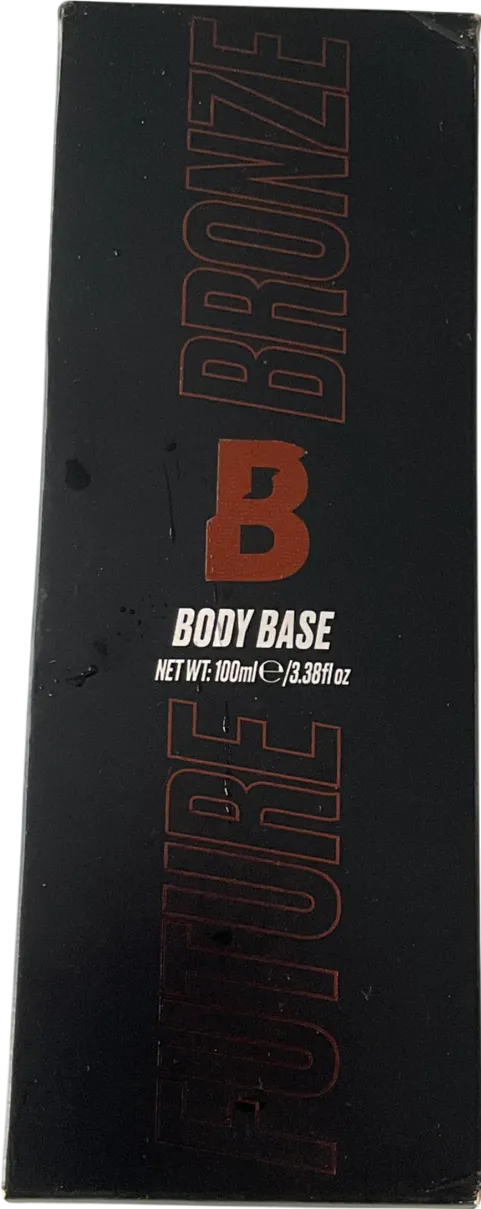 FUTURE BRONZE
B
BODY BASE
NET WT: 100ml ℮/3.38fl oz